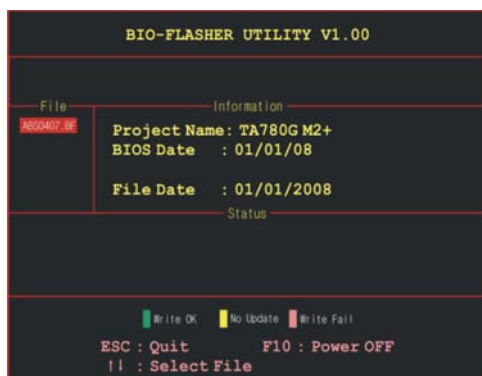 BIO-FLASHER UTILITY V1.00
File
Information
ABS0407.BF
Project Name: TA780G M2+
BIOS Date : 01/01/08
File Date : 01/01/2008
Status
Write OK No Update Write Fail
ESC : Quit F10 : Power OFF
↑↓ : Select File